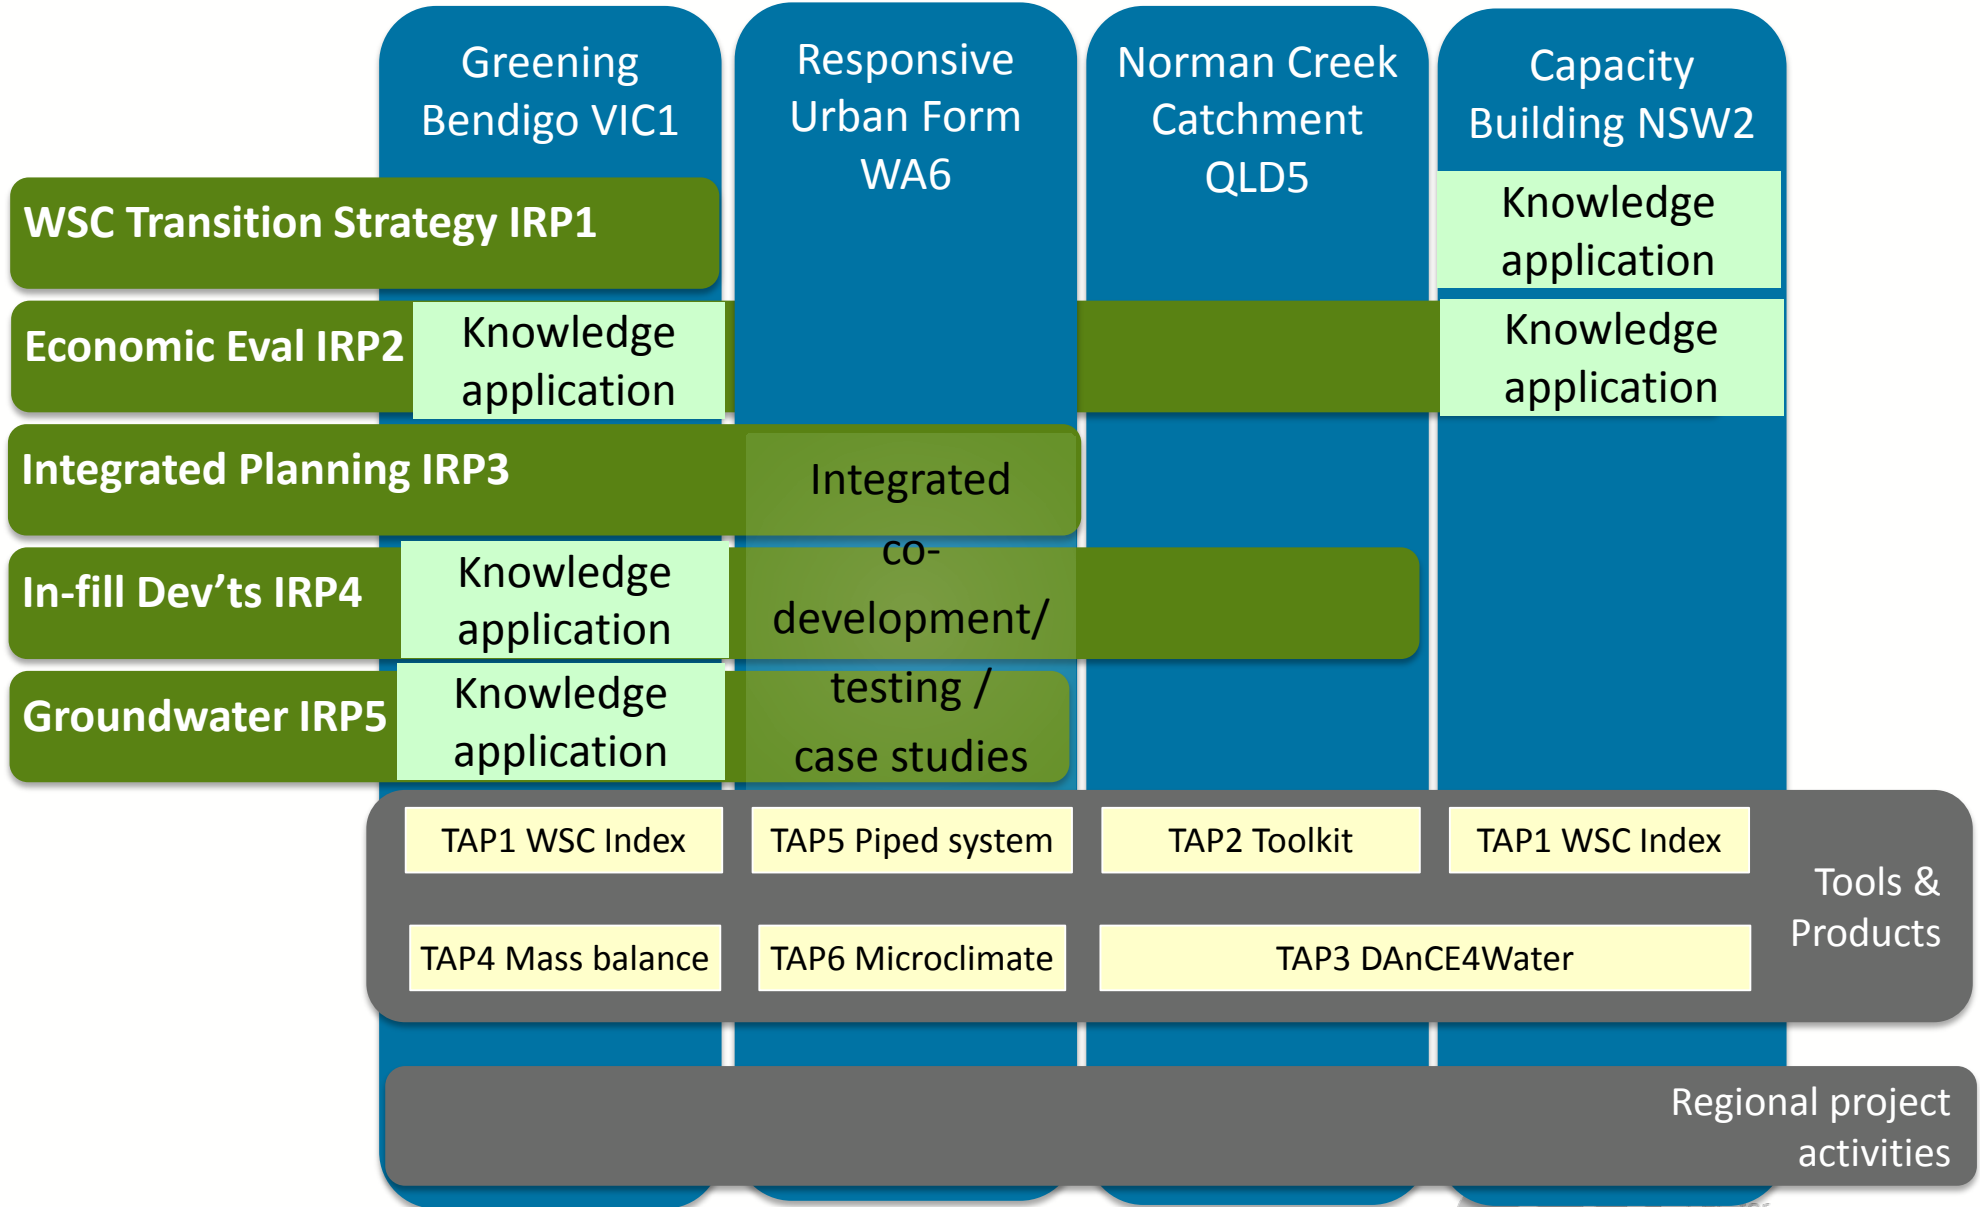 Greening
Bendigo VIC1
Responsive
Urban Form
WA6
Norman Creek
Catchment
QLD5
Capacity
Building NSW2
WSC Transition Strategy IRP1
Knowledge
application
Economic Eval IRP2
Knowledge
application
Knowledge
application
Integrated Planning IRP3
Integrated
co-
development/
testing /
case studies
In-fill Dev’ts IRP4
Knowledge
application
Groundwater IRP5
Knowledge
application
TAP1 WSC Index
TAP5 Piped system
TAP2 Toolkit
TAP1 WSC Index
Tools &
Products
TAP4 Mass balance
TAP6 Microclimate
TAP3 DAnCE4Water
Regional project
activities